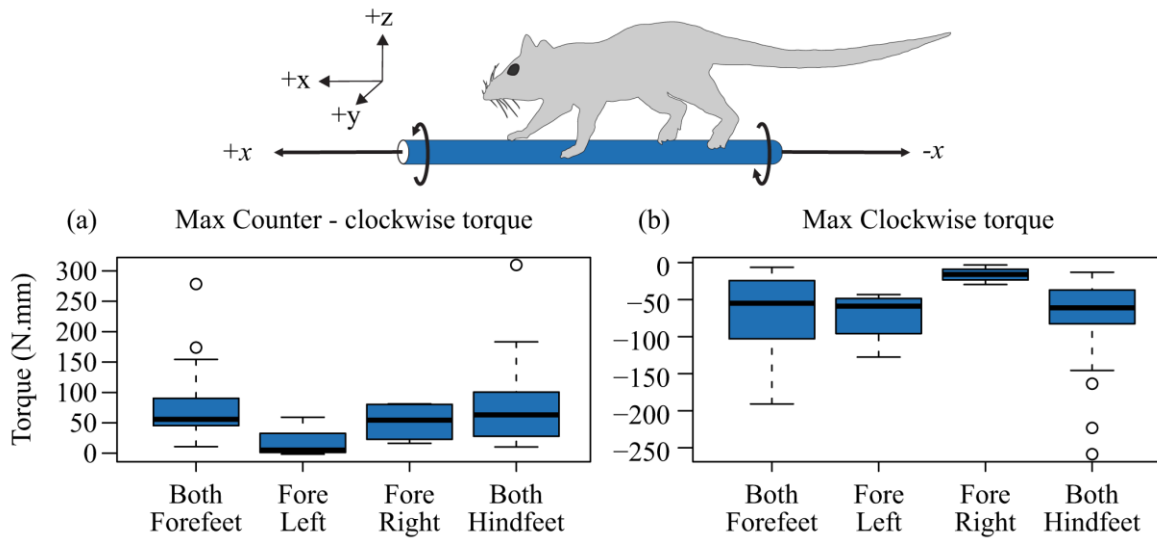 +z
+x
+y
+x
-x
(a) Max Counter - clockwise torque
(b) Max Clockwise torque
Torque (N.mm)
300
250
200
150
100
50
0
Both Forefeet
Fore Left
Fore Right
Both Hindfeet
0
−50
−100
−150
−200
−250
Both Forefeet
Fore Left
Fore Right
Both Hindfeet